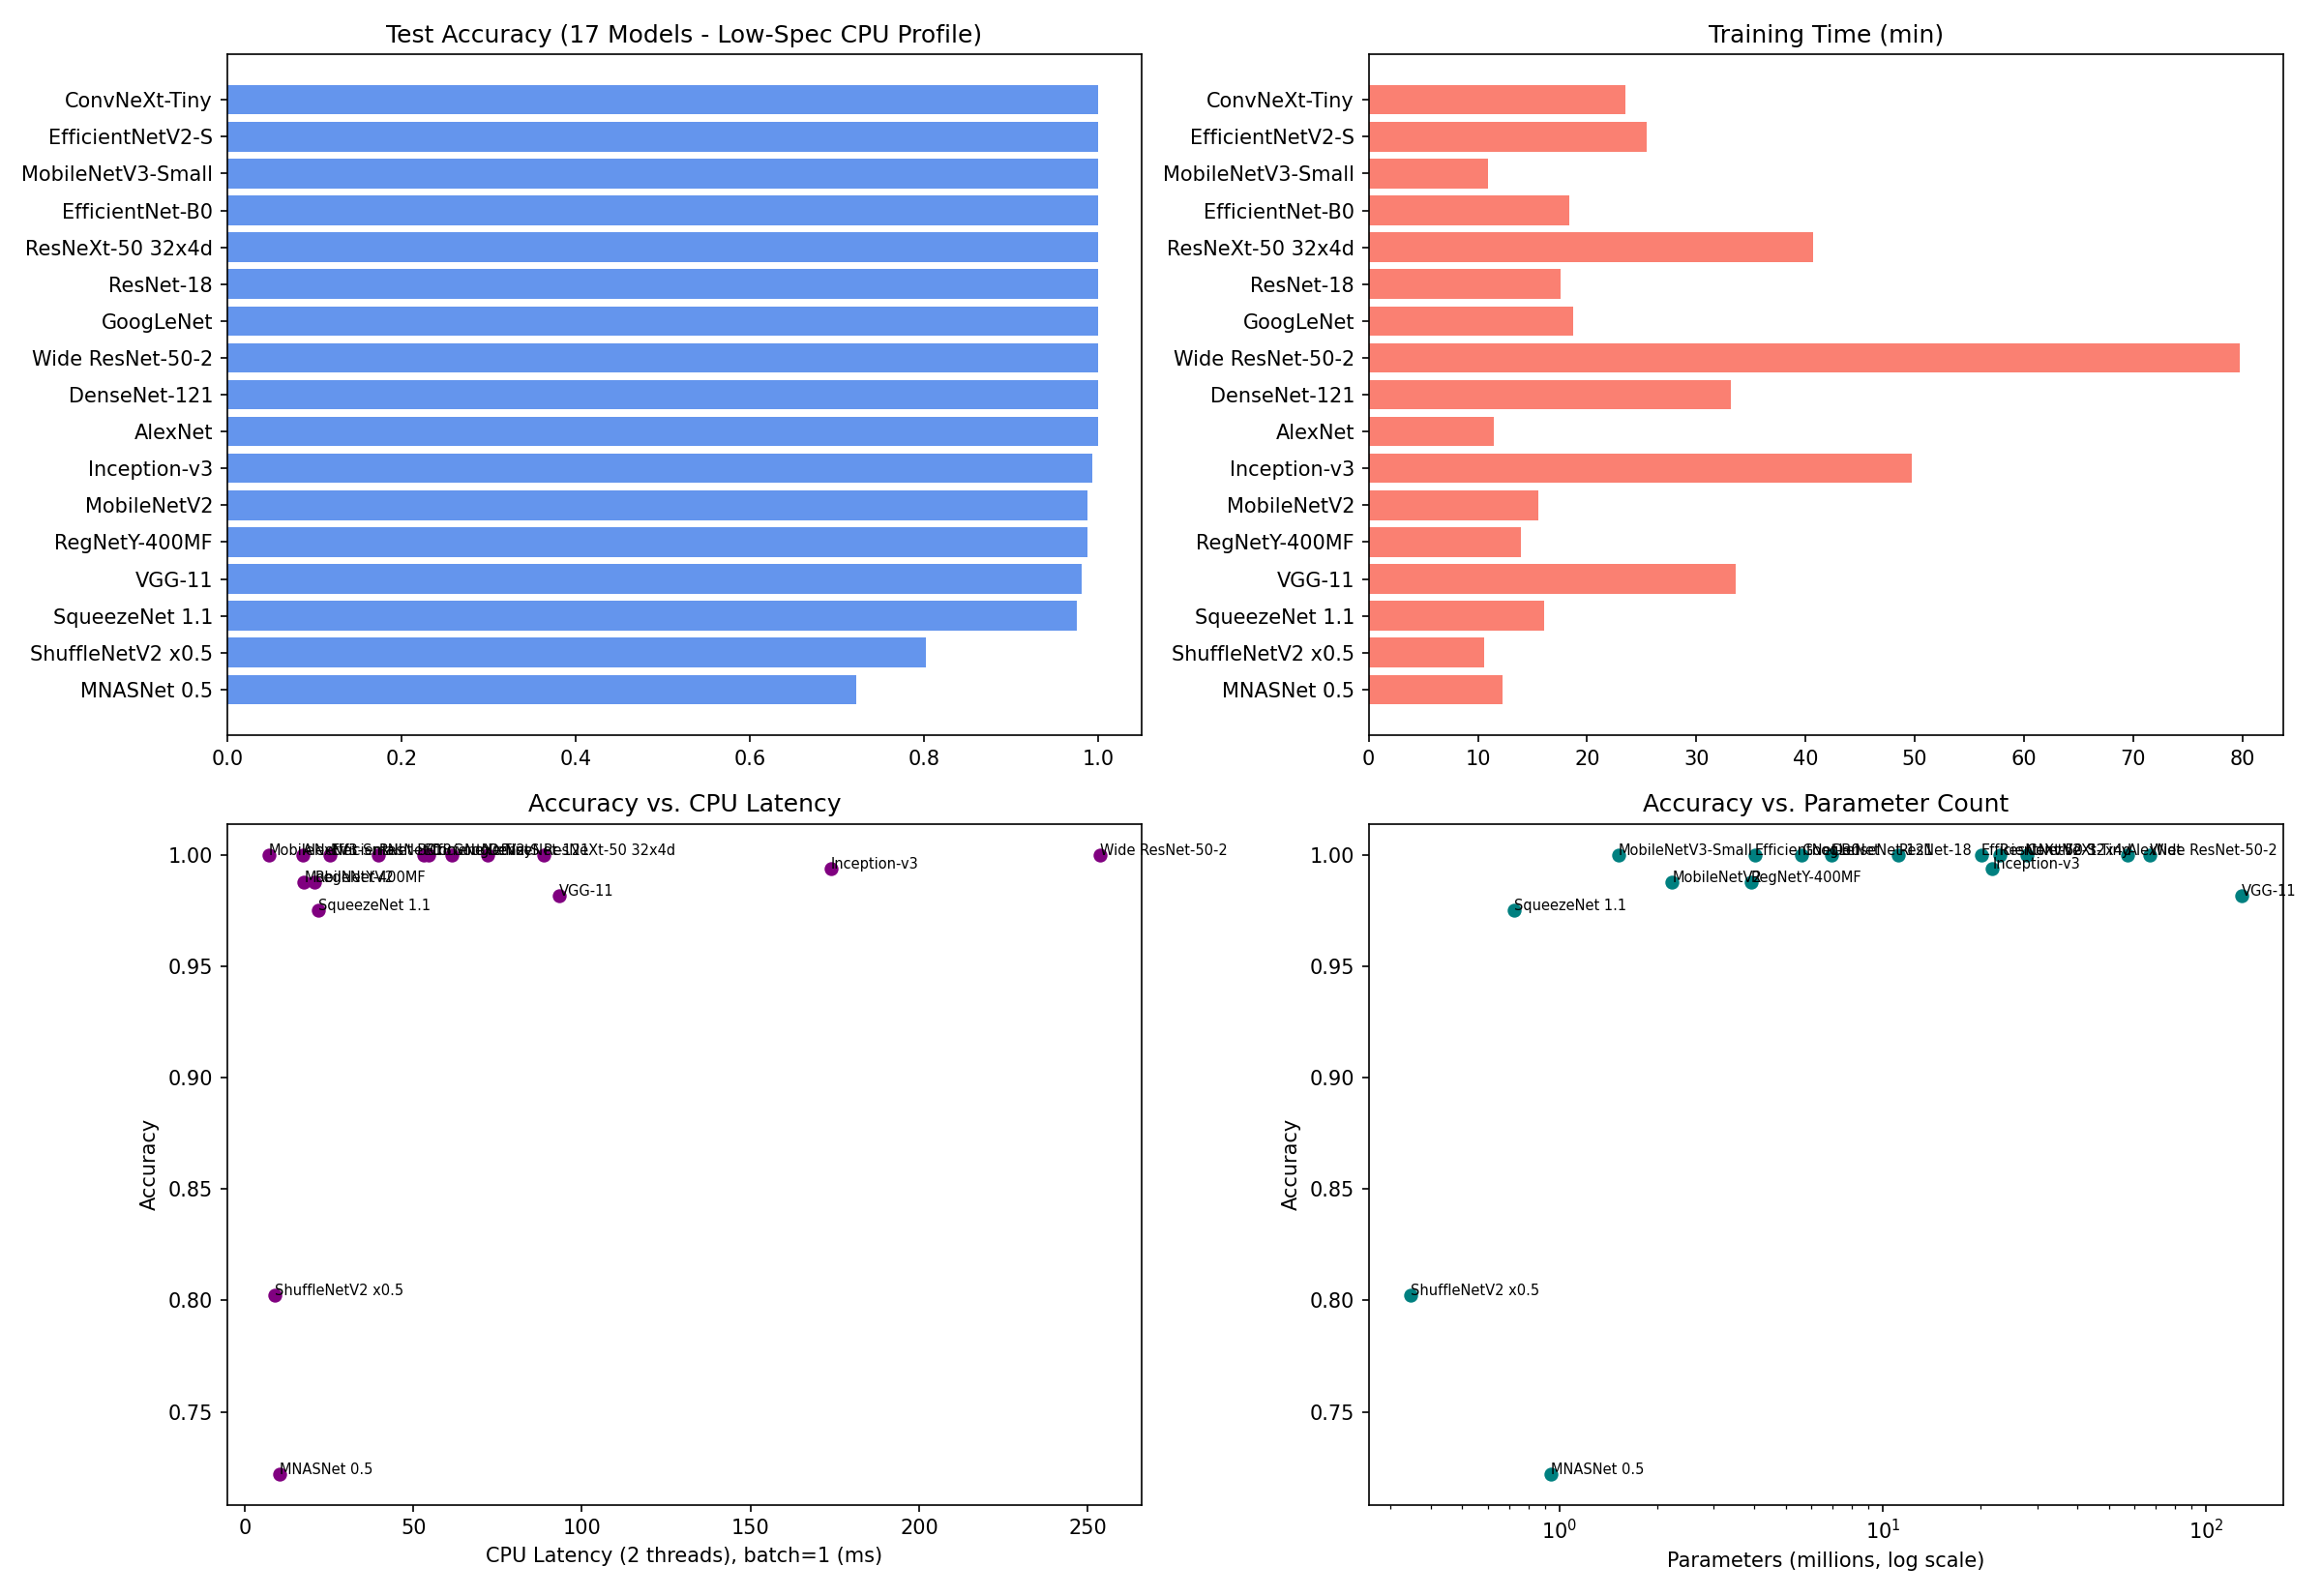 Test Accuracy (17 Models - Low-Spec CPU Profile)
ConvNeXt-Tiny
EfficientNetV2-S
MobileNetV3-Small
EfficientNet-B0
ResNeXt-50 32x4d
ResNet-18
GoogLeNet
Wide ResNet-50-2
DenseNet-121
AlexNet
Inception-v3
MobileNetV2
RegNetY-400MF
VGG-11
SqueezeNet 1.1
ShuffleNetV2 x0.5
MNASNet 0.5
0.0 0.2 0.4 0.6 0.8 1.0
Training Time (min)
ConvNeXt-Tiny
EfficientNetV2-S
MobileNetV3-Small
EfficientNet-B0
ResNeXt-50 32x4d
ResNet-18
GoogLeNet
Wide ResNet-50-2
DenseNet-121
AlexNet
Inception-v3
MobileNetV2
RegNetY-400MF
VGG-11
SqueezeNet 1.1
ShuffleNetV2 x0.5
MNASNet 0.5
0 10 20 30 40 50 60 70 80
Accuracy vs. CPU Latency
Accuracy
1.00
0.95
0.90
0.85
0.80
0.75
Wide ResNet-50-2
Inception-v3
RegNetY-400MF
VGG-11
SqueezeNet 1.1
ShuffleNetV2 x0.5
MNASNet 0.5
0 50 100 150 200 250
CPU Latency (2 threads), batch=1 (ms)
Accuracy vs. Parameter Count
Accuracy
1.00
0.95
0.90
0.85
0.80
0.75
MobileNetV3-Small
ResNet-18
AlexNet
Wide ResNet-50-2
Inception-v3
MobileNetV2
RegNetY-400MF
VGG-11
SqueezeNet 1.1
ShuffleNetV2 x0.5
MNASNet 0.5
10⁰ 10¹ 10²
Parameters (millions, log scale)